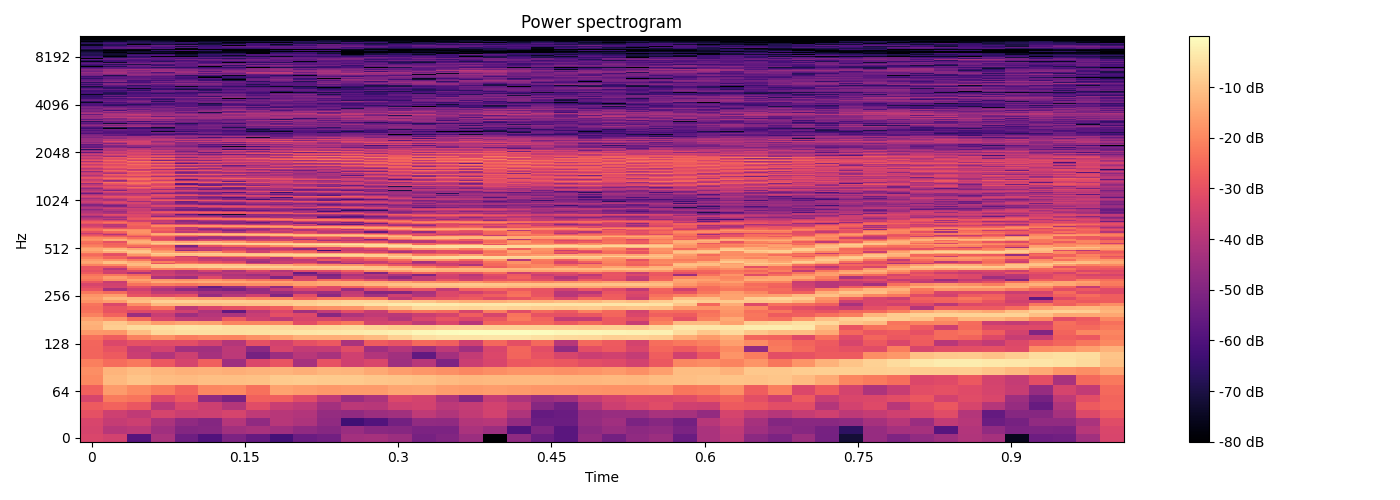 Power spectrogram
Hz
8192
4096
2048
1024
512
256
128
64
0
0 0.15 0.3 0.45 0.6 0.75 0.9
Time
-10 dB
-20 dB
-30 dB
-40 dB
-50 dB
-60 dB
-70 dB
-80 dB